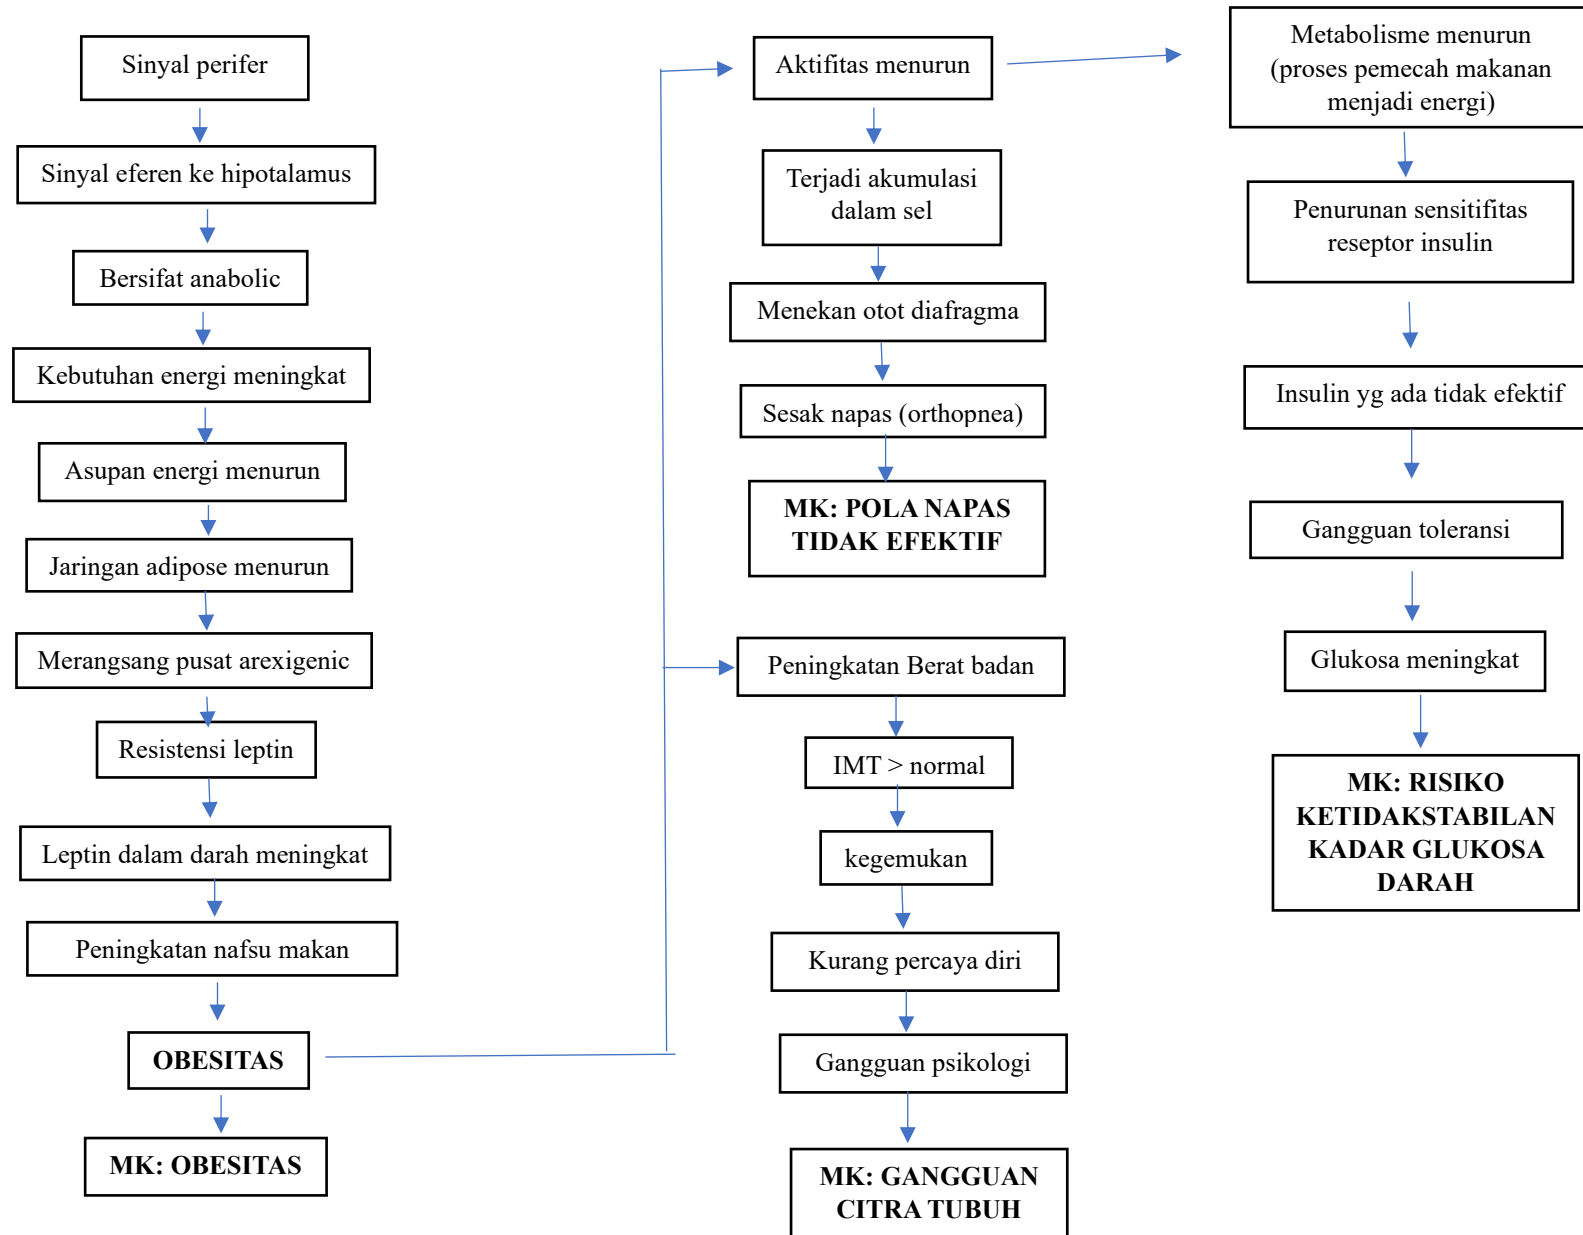 Sinyal perifer
Sinyal eferen ke hipotalamus
Bersifat anabolic
Kebutuhan energi meningkat
Asupan energi menurun
Jaringan adipose menurun
Merangsang pusat arexigenic
Resistensi leptin
Leptin dalam darah meningkat
Peningkatan nafsu makan
OBESITAS
MK: OBESITAS
Aktifitas menurun
Terjadi akumulasi
dalam sel
Menekan otot diafragma
Sesak napas (orthopnea)
MK: POLA NAPAS
TIDAK EFEKTIF
Peningkatan Berat badan
IMT > normal
kegemukan
Kurang percaya diri
Gangguan psikologi
MK: GANGGUAN
CITRA TUBUH
Metabolisme menurun
(proses pemecah makanan
menjadi energi)
Penurunan sensitifitas
reseptor insulin
Insulin yg ada tidak efektif
Gangguan toleransi
Glukosa meningkat
MK: RISIKO
KETIDAKSTABILAN
KADAR GLUKOSA
DARAH